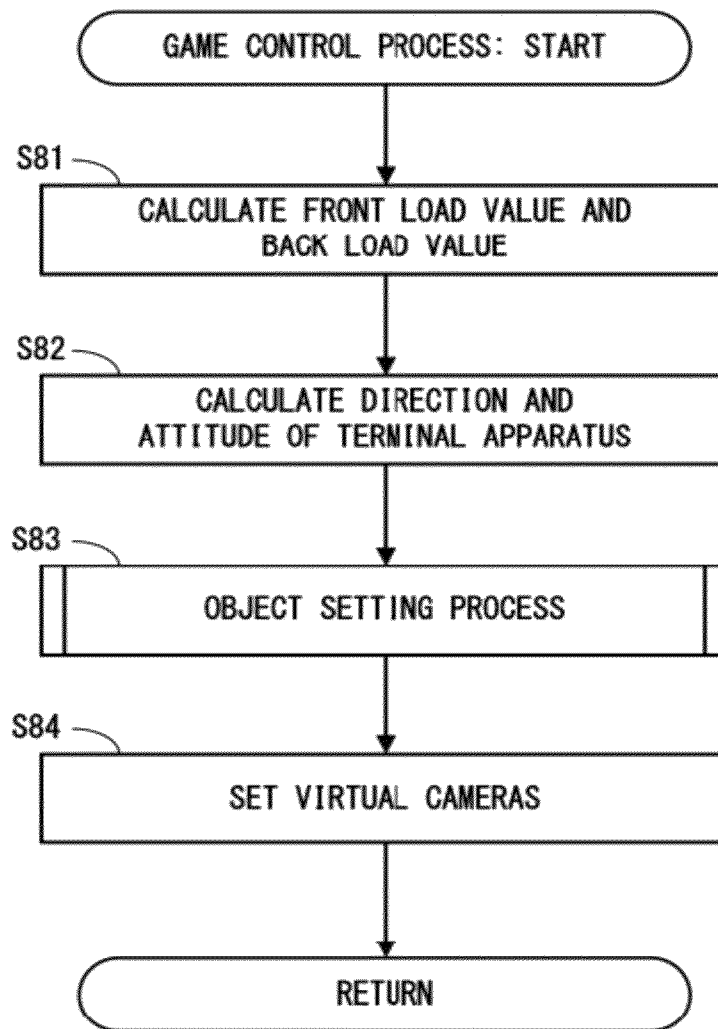 GAME CONTROL PROCESS: START
S81
CALCULATE FRONT LOAD VALUE AND
BACK LOAD VALUE
S82
CALCULATE DIRECTION AND
ATTITUDE OF TERNINAL APPARATUS
S83
OBJECT SETTING PROCESS
S84
SET VIRTUAL CAMERAS
RETURN